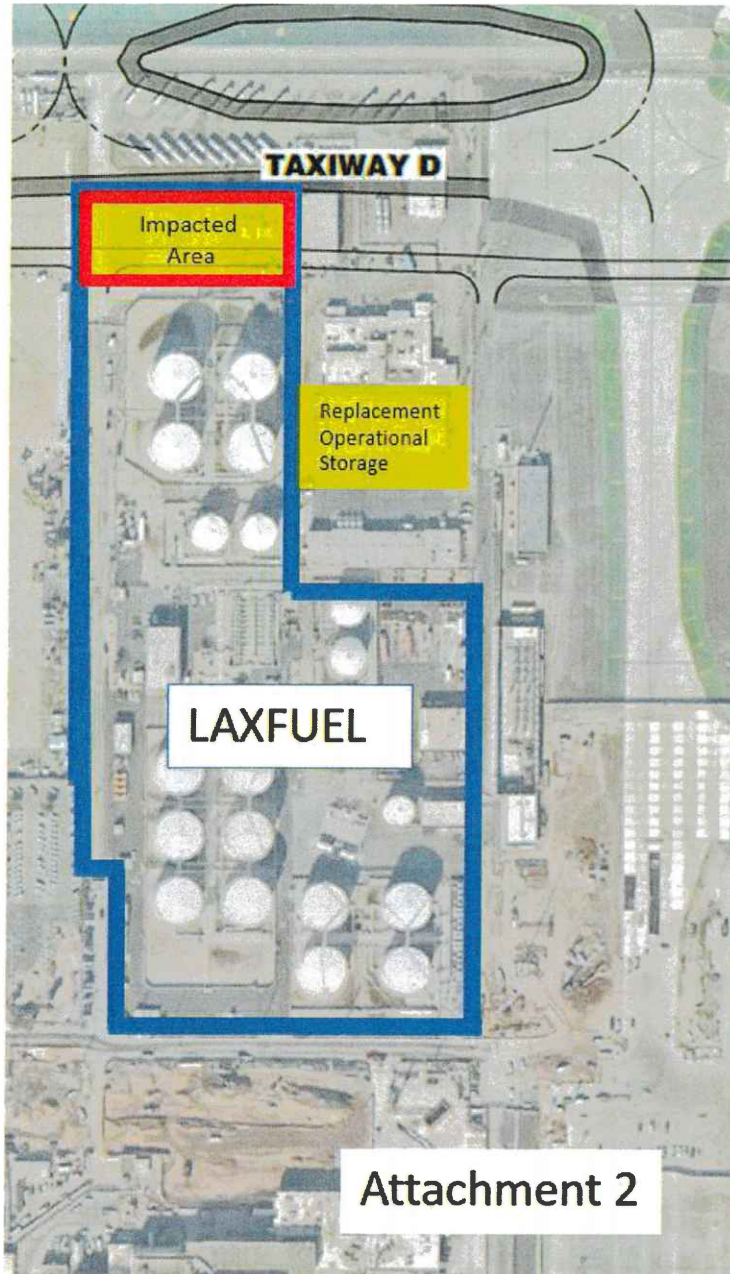 TAXIWAY D
Impacted
Area
Replacement
Operational
Storage
LAXFUEL
Attachment 2